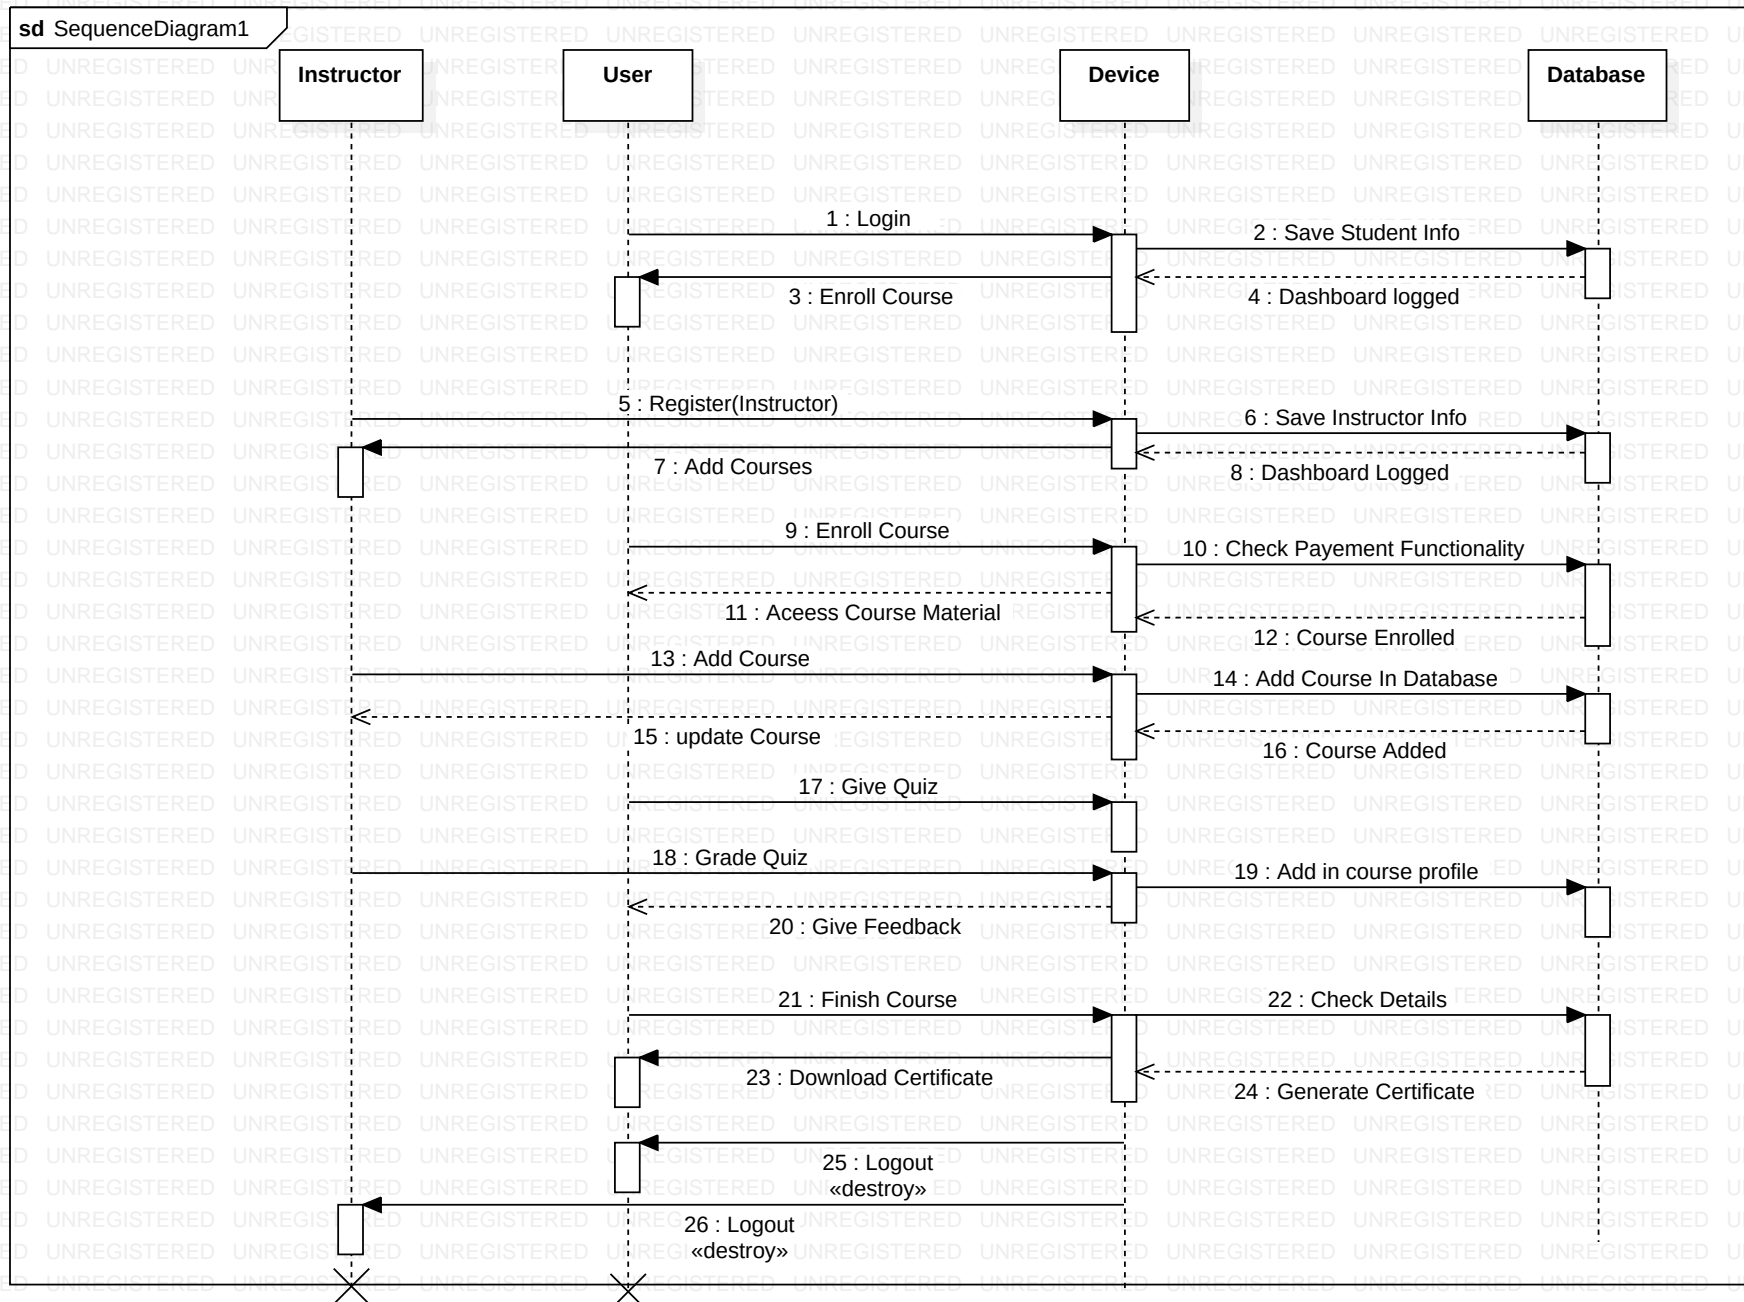 sd SequenceDiagram1
Instructor
User
Device
Database
1 : Login
2 : Save Student Info
3 : Enroll Course
4 : Dashboard logged
5 : Register(Instructor)
6 : Save Instructor Info
7 : Add Courses
8 : Dashboard Logged
9 : Enroll Course
10 : Check Payement Functionality
11 : Aceess Course Material
12 : Course Enrolled
13 : Add Course
14 : Add Course In Database
15 : update Course
16 : Course Added
17 : Give Quiz
18 : Grade Quiz
19 : Add in course profile
20 : Give Feedback
21 : Finish Course
22 : Check Details
23 : Download Certificate
24 : Generate Certificate
25 : Logout
«destroy»
26 : Logout
«destroy»
UNREGISTERED